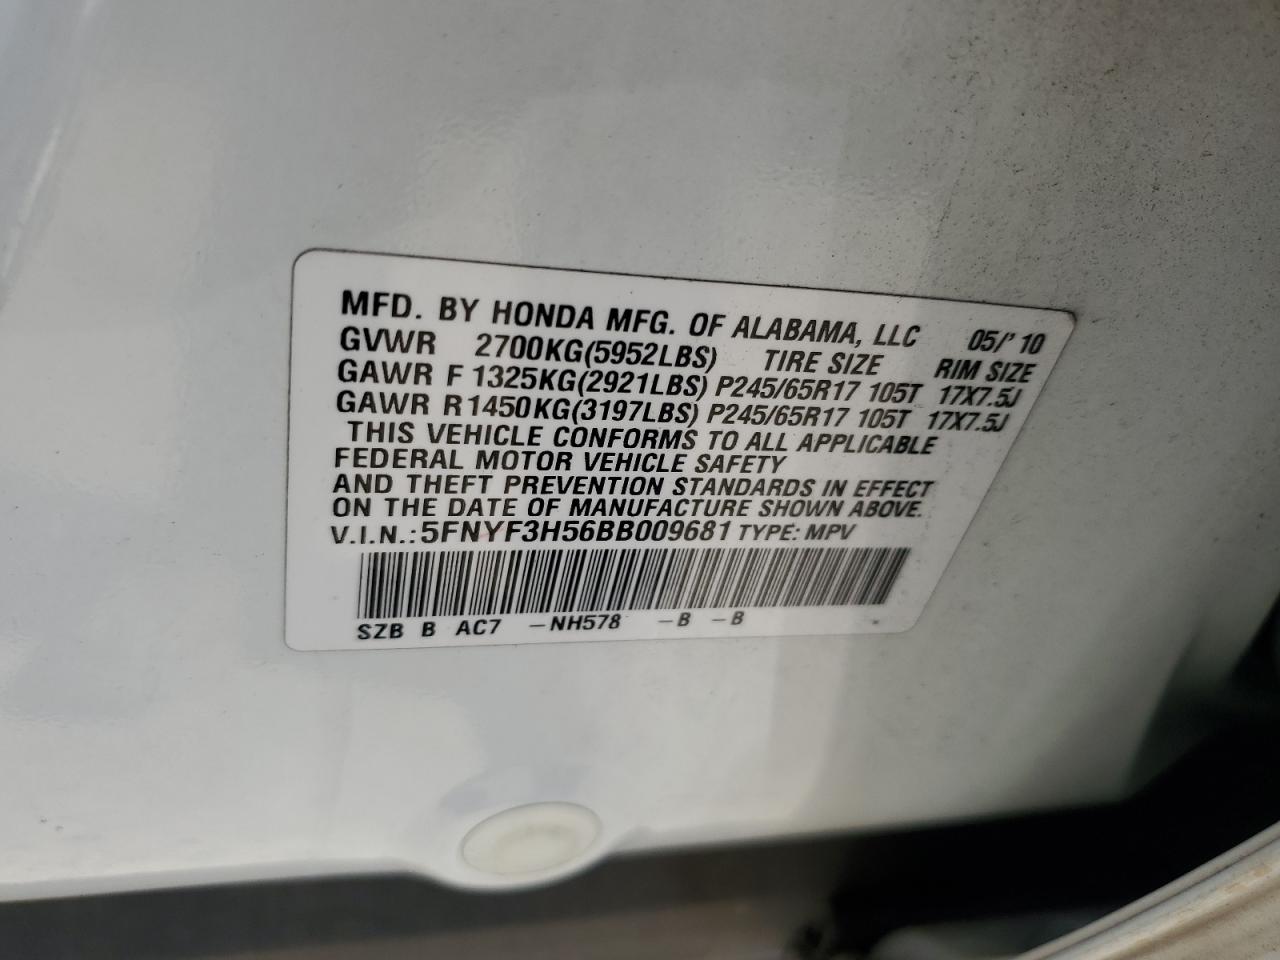 MFD. BY HONDA MFG. OF ALABAMA, LLC 05/'10
GVWR 2700KG(5952LBS) TIRE SIZE RIM SIZE
GAWR F 1325KG(2921LBS) P245/65R17 105T 17X7.5J
GAWR R1450KG(3197LBS) P245/65R17 105T 17X7.5J
THIS VEHICLE CONFORMS TO ALL APPLICABLE
FEDERAL MOTOR VEHICLE SAFETY
AND THEFT PREVENTION STANDARDS IN EFFECT
ON THE DATE OF MANUFACTURE SHOWN ABOVE.
V.I.N.: 5FNYF3H56BB009681 TYPE: MPV
SZB B AC7 -NH578 -B -B